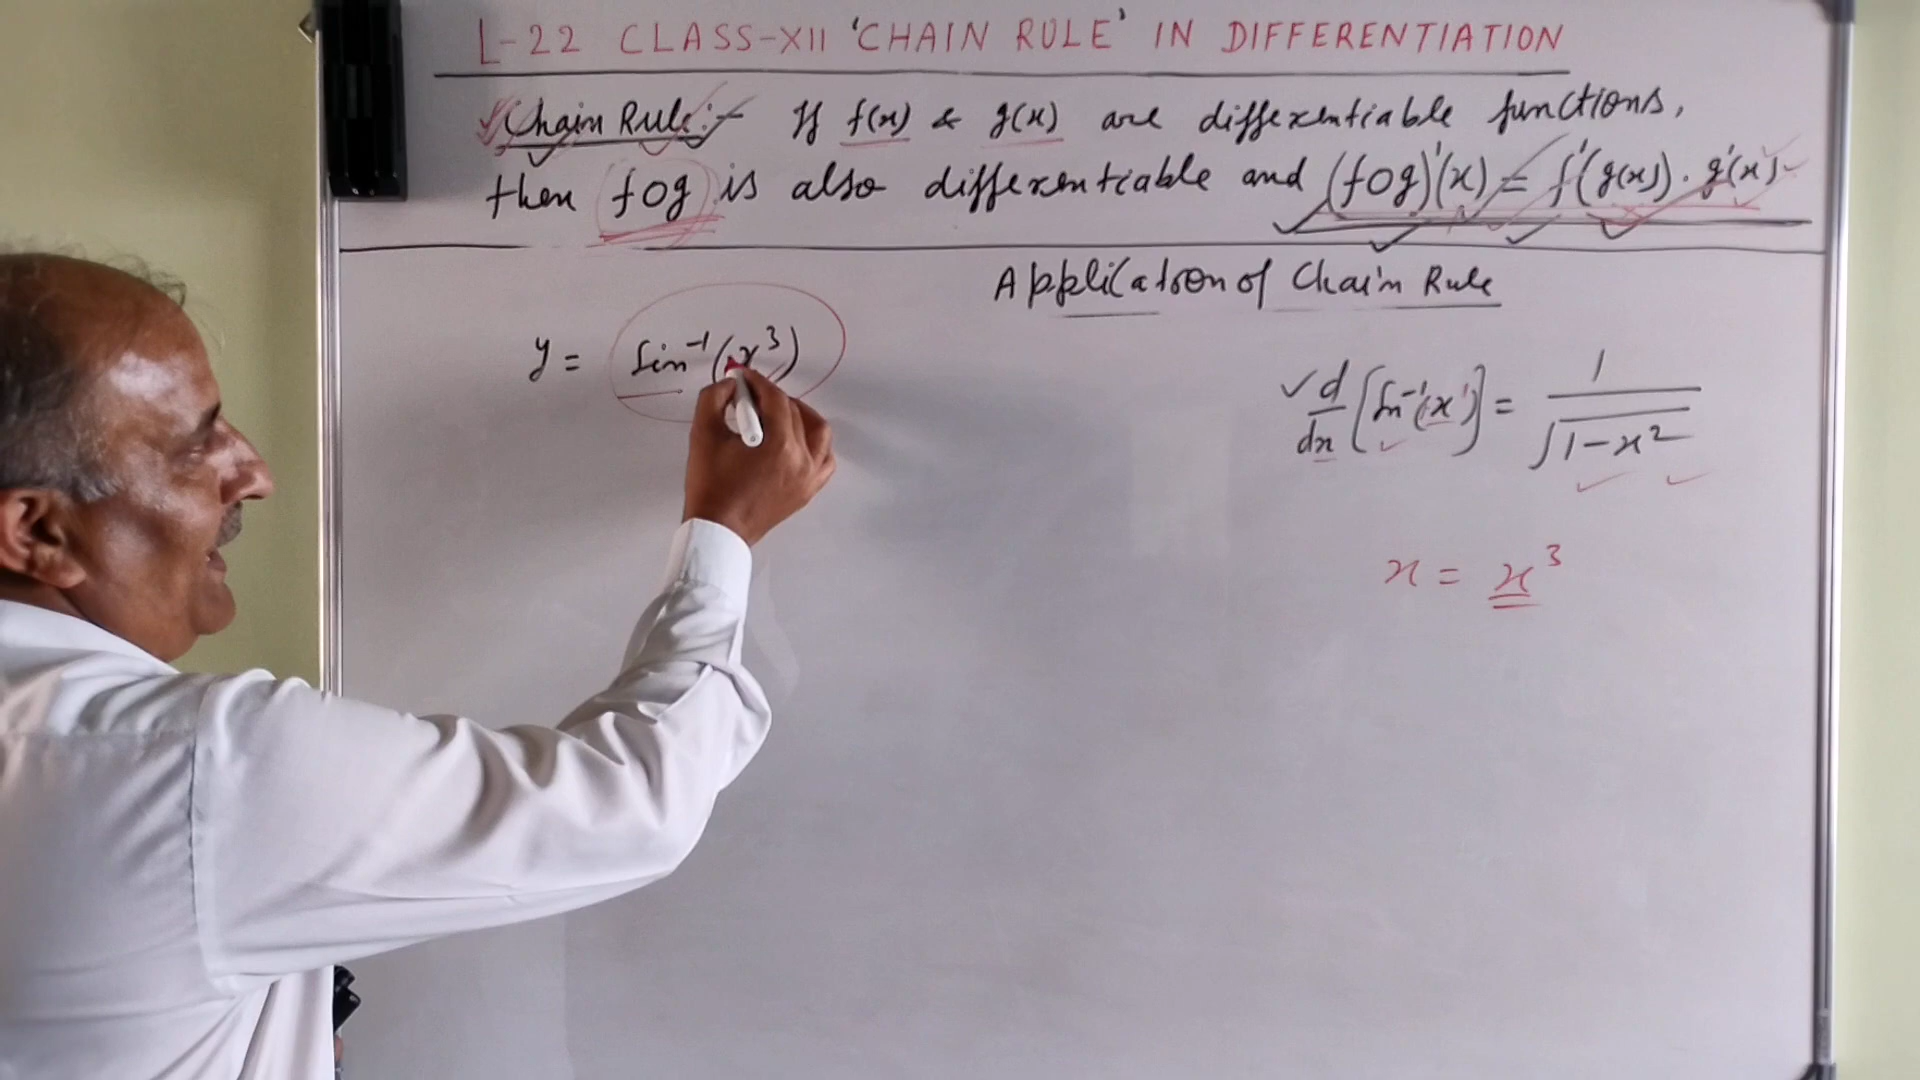 L-22 CLASS-XII 'CHAIN RULE' IN DIFFERENTIATION
Chain Rule:- If f(x) & g(x) are differentiable functions,
then fog is also differentiable and (fog)'(x) = f'(g(x)). g'(x).
Application of Chain Rule
y = Sin⁻¹(x³)
d/dx [Sin⁻¹(x)] = 1/√(1-x²)
x = x³